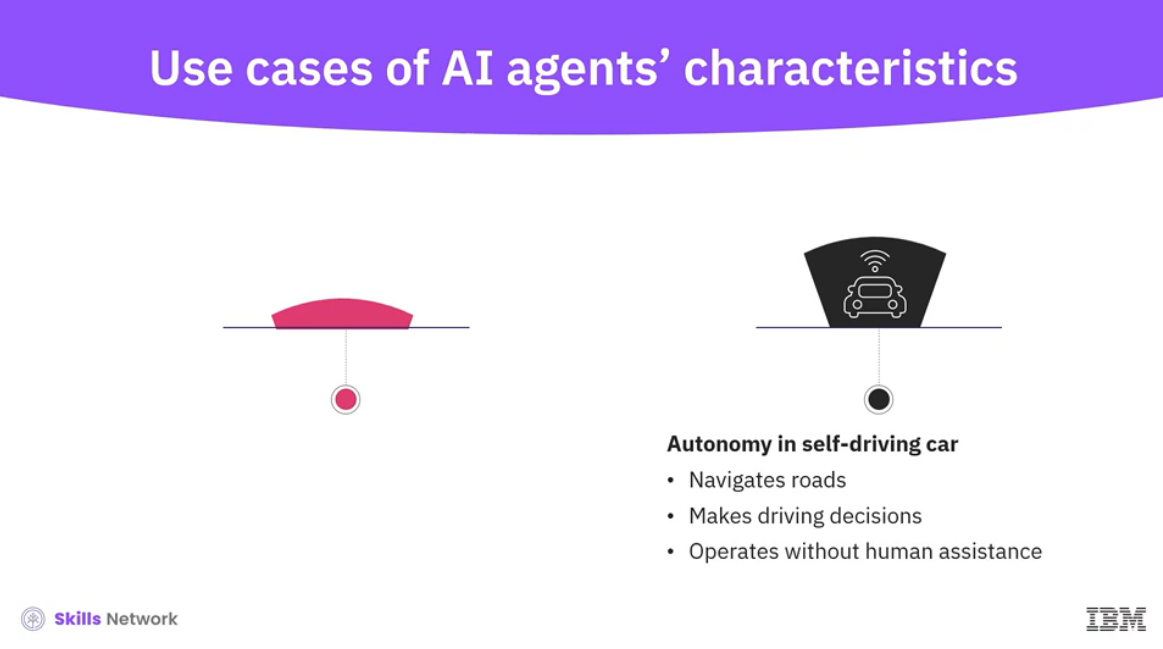 Use cases of AI agents’ characteristics
Autonomy in self-driving car
• Navigates roads
• Makes driving decisions
• Operates without human assistance
Skills Network
IBM